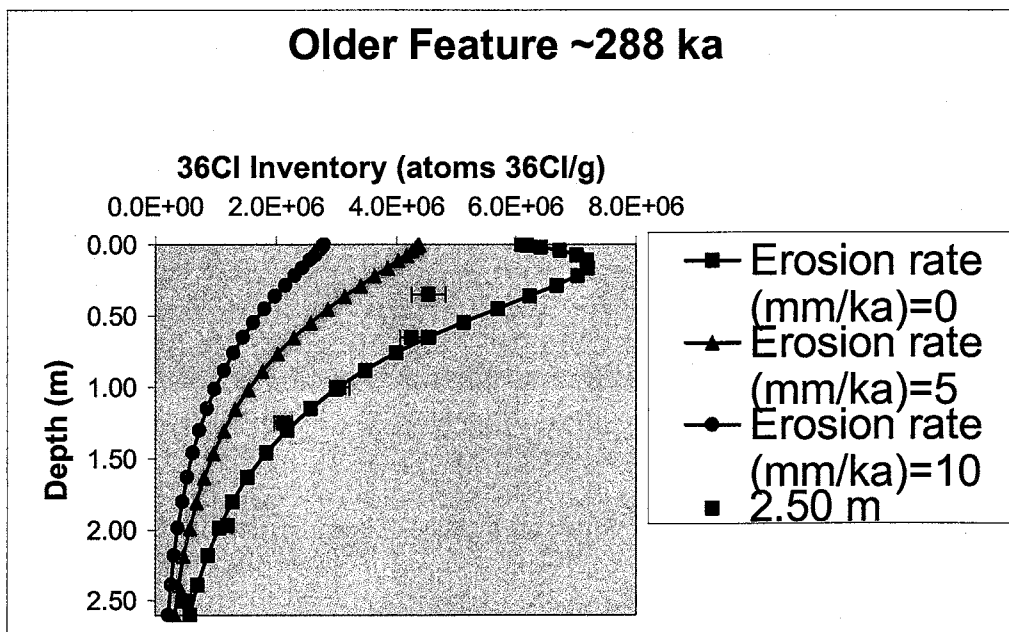 Older Feature ~288 ka
36Cl Inventory (atoms 36Cl/g)
0.0E+00 2.0E+06 4.0E+06 6.0E+06 8.0E+06
Depth (m)
0.00
0.50
1.00
1.50
2.00
2.50
Erosion rate
(mm/ka)=0
Erosion rate
(mm/ka)=5
Erosion rate
(mm/ka)=10
2.50 m